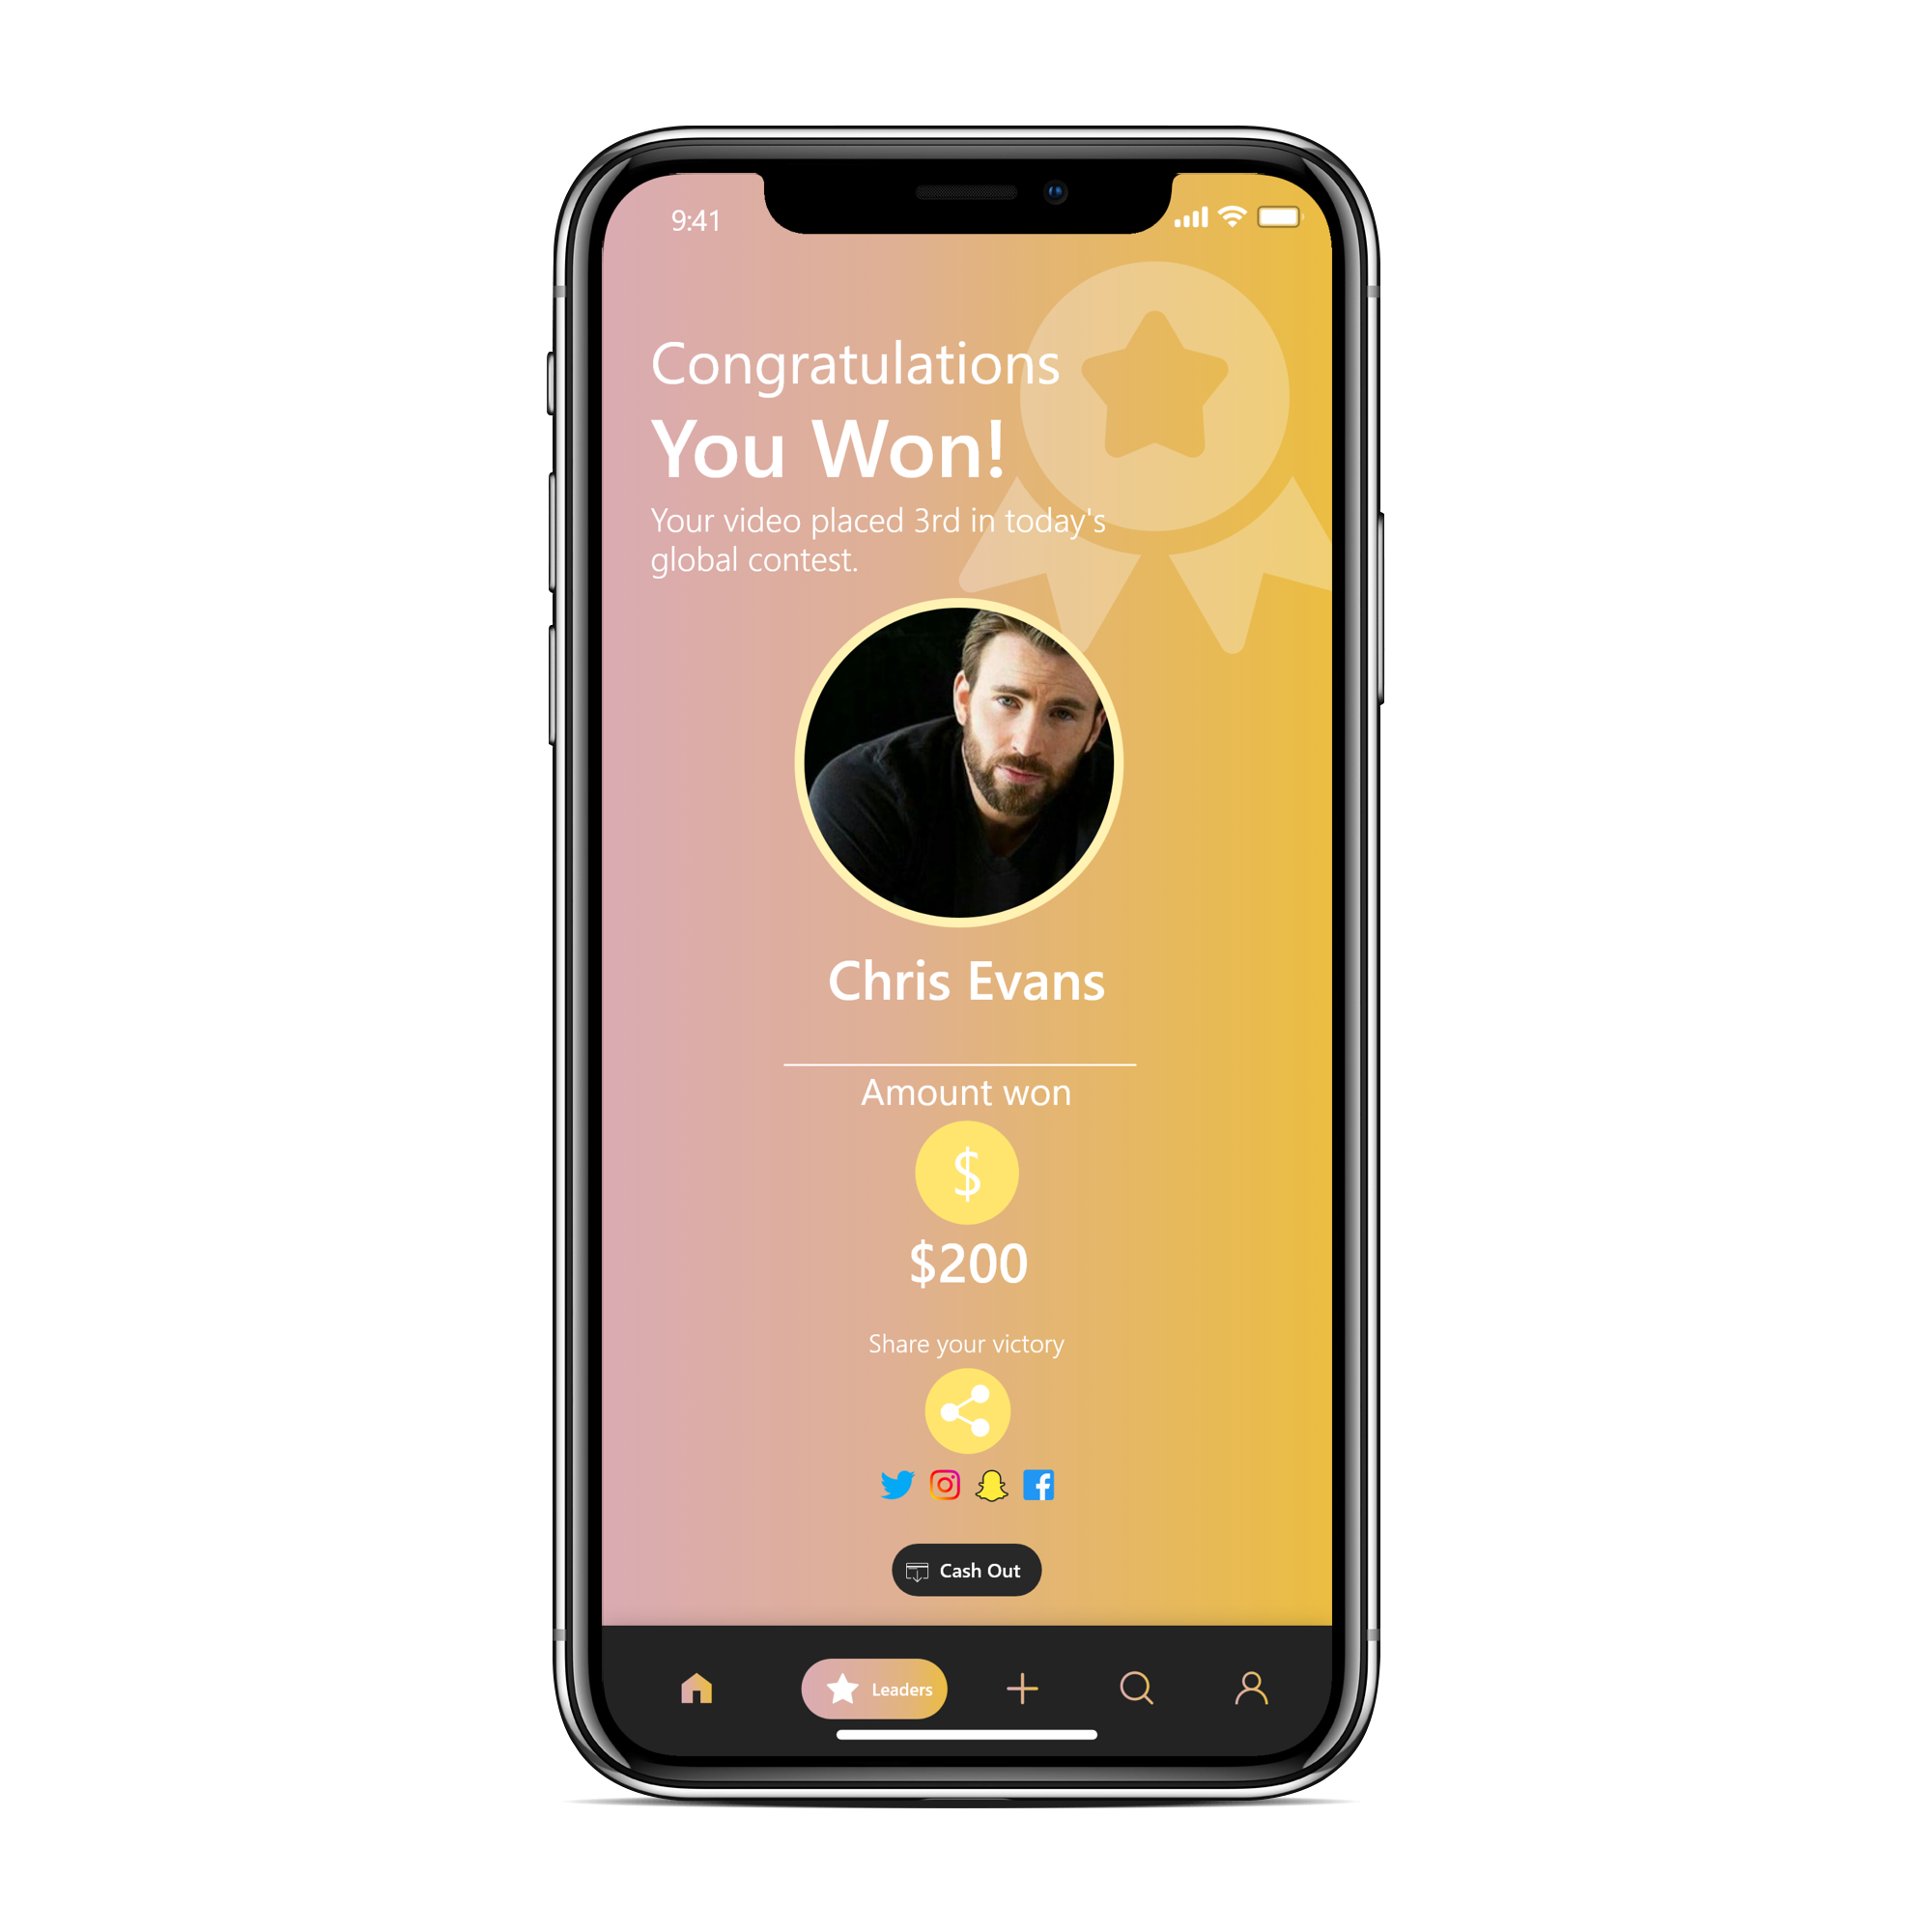 9:41
Congratulations
You Won!
Your video placed 3rd in today's
global contest.
Chris Evans
Amount won
$
$200
Share your victory
Cash Out
Leaders